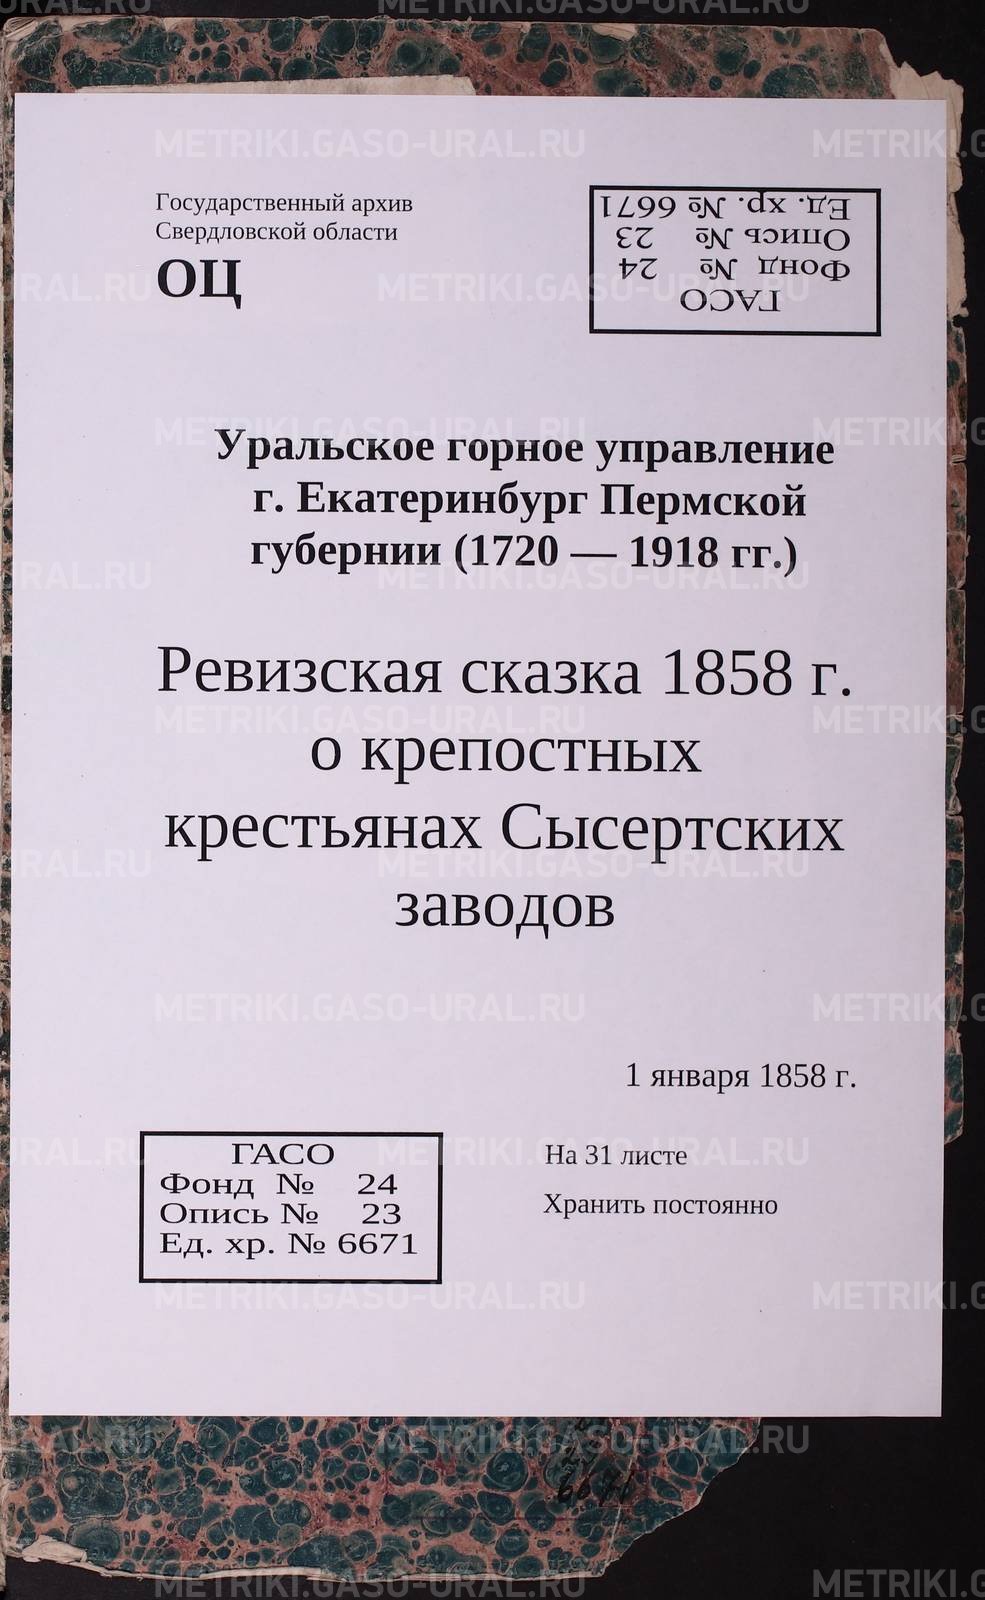 Государственный архив
Свердловской области
ОЦ
ГАСО
Фонд № 24
Опись № 23
Ед. хр. № 6671
Уральское горное управление
г. Екатеринбург Пермской
губернии (1720 — 1918 гг.)
Ревизская сказка 1858 г.
о крепостных
крестьянах Сысертских
заводов
1 января 1858 г.
ГАСО
Фонд № 24
Опись № 23
Ед. хр. № 6671
На 31 листе
Хранить постоянно
6671
METRIKI.GASO-URAL.RU